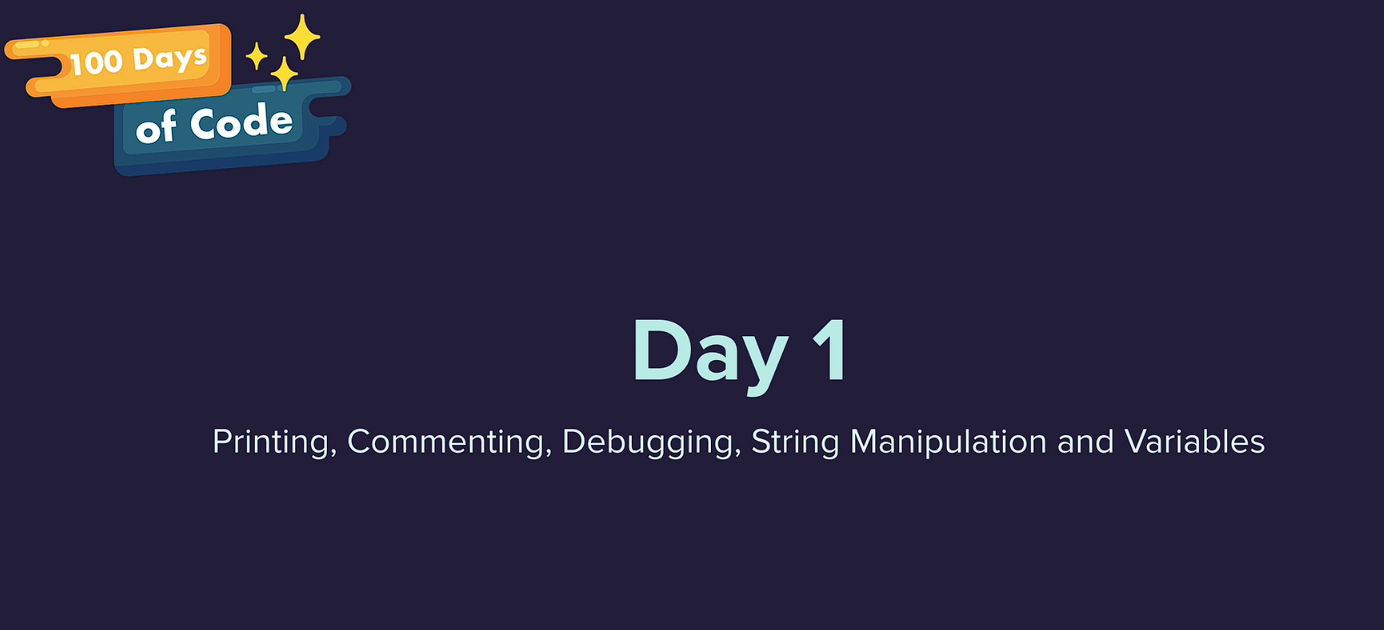 100 Days
of Code
Day 1
Printing, Commenting, Debugging, String Manipulation and Variables